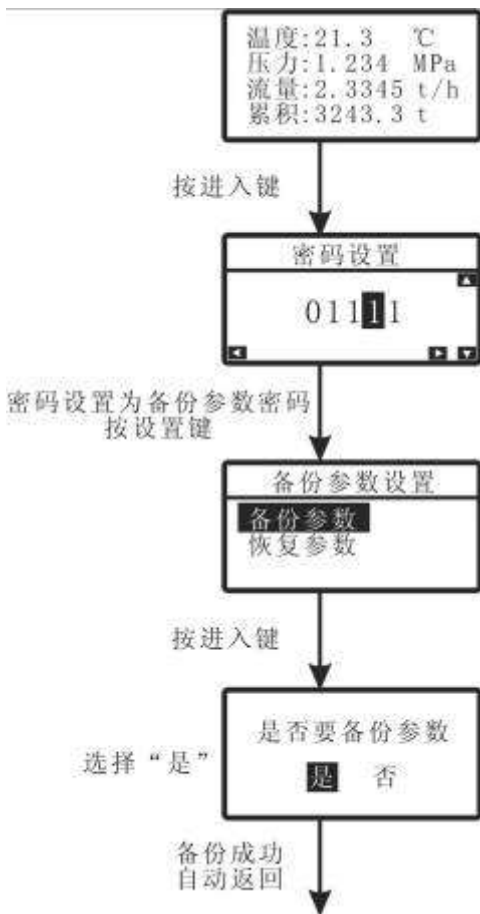 温度:21.3 ℃
压力:1.234 MPa
流量:2.3345 t/h
累积:3243.3 t
按进入键
密码设置
01111
密码设置为备份参数密码
按设置键
备份参数设置
备份参数
恢复参数
按进入键
是否要备份参数
选择“是”
是 否
备份成功
自动返回